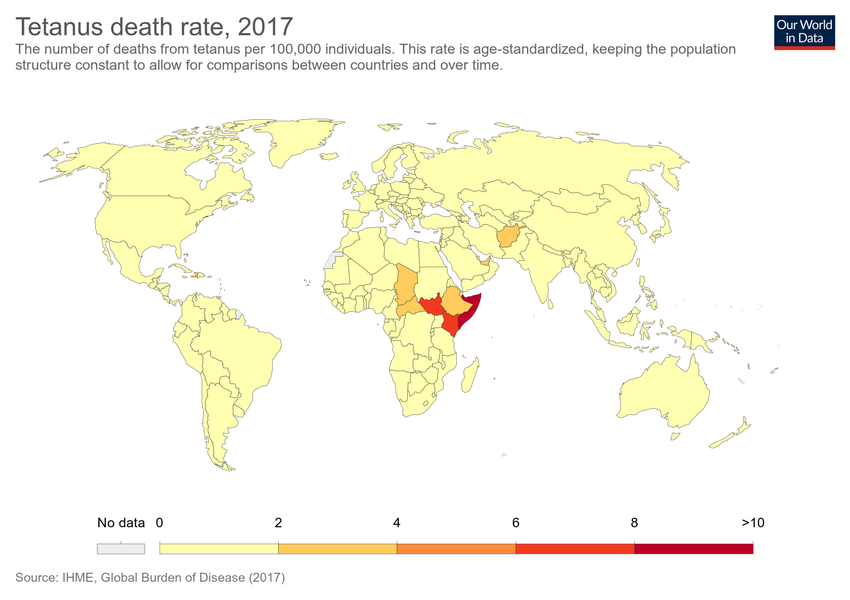 Tetanus death rate, 2017
Our World
in Data
The number of deaths from tetanus per 100,000 individuals. This rate is age-standardized, keeping the population
structure constant to allow for comparisons between countries and over time.
No data 0 2 4 6 8 >10
Source: IHME, Global Burden of Disease (2017)